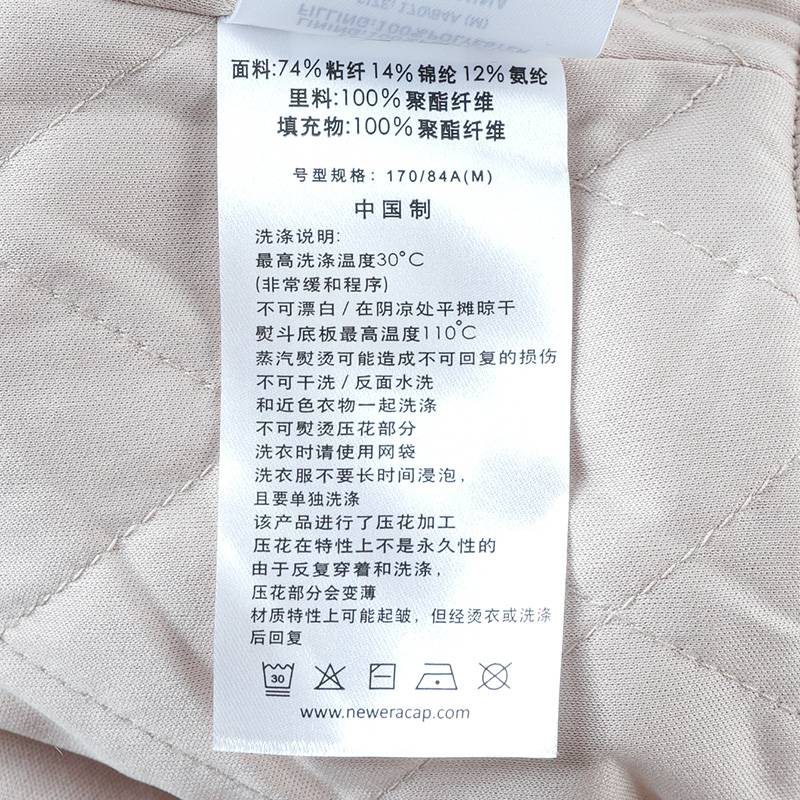 SIZE: 170/84A (M)
FILLING:100%POLYESTER
面料:74%粘纤 14%锦纶 12%氨纶
里料:100%聚酯纤维
填充物:100%聚酯纤维
号型规格: 170/84A(M)
中国制
洗涤说明:
最高洗涤温度30°C
(非常缓和程序)
不可漂白/在阴凉处平摊晾干
熨斗底板最高温度110°C
蒸汽熨烫可能造成不可回复的损伤
不可干洗/反面水洗
和近色衣物一起洗涤
不可熨烫压花部分
洗衣时请使用网袋
洗衣服不要长时间浸泡,
且要单独洗涤
该产品进行了压花加工
压花在特性上不是永久性的
由于反复穿着和洗涤,
压花部分会变薄
材质特性上可能起皱, 但经烫衣或洗涤
后回复
30
www.neweracap.com